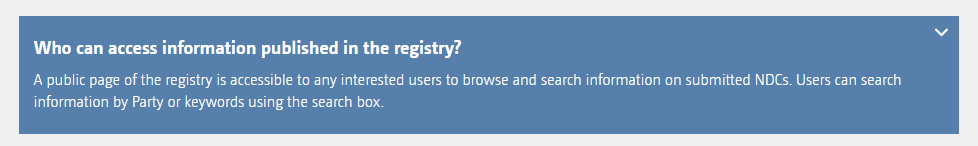 Who can access information published in the registry?
A public page of the registry is accessible to any interested users to browse and search information on submitted NDCs. Users can search
information by Party or keywords using the search box.